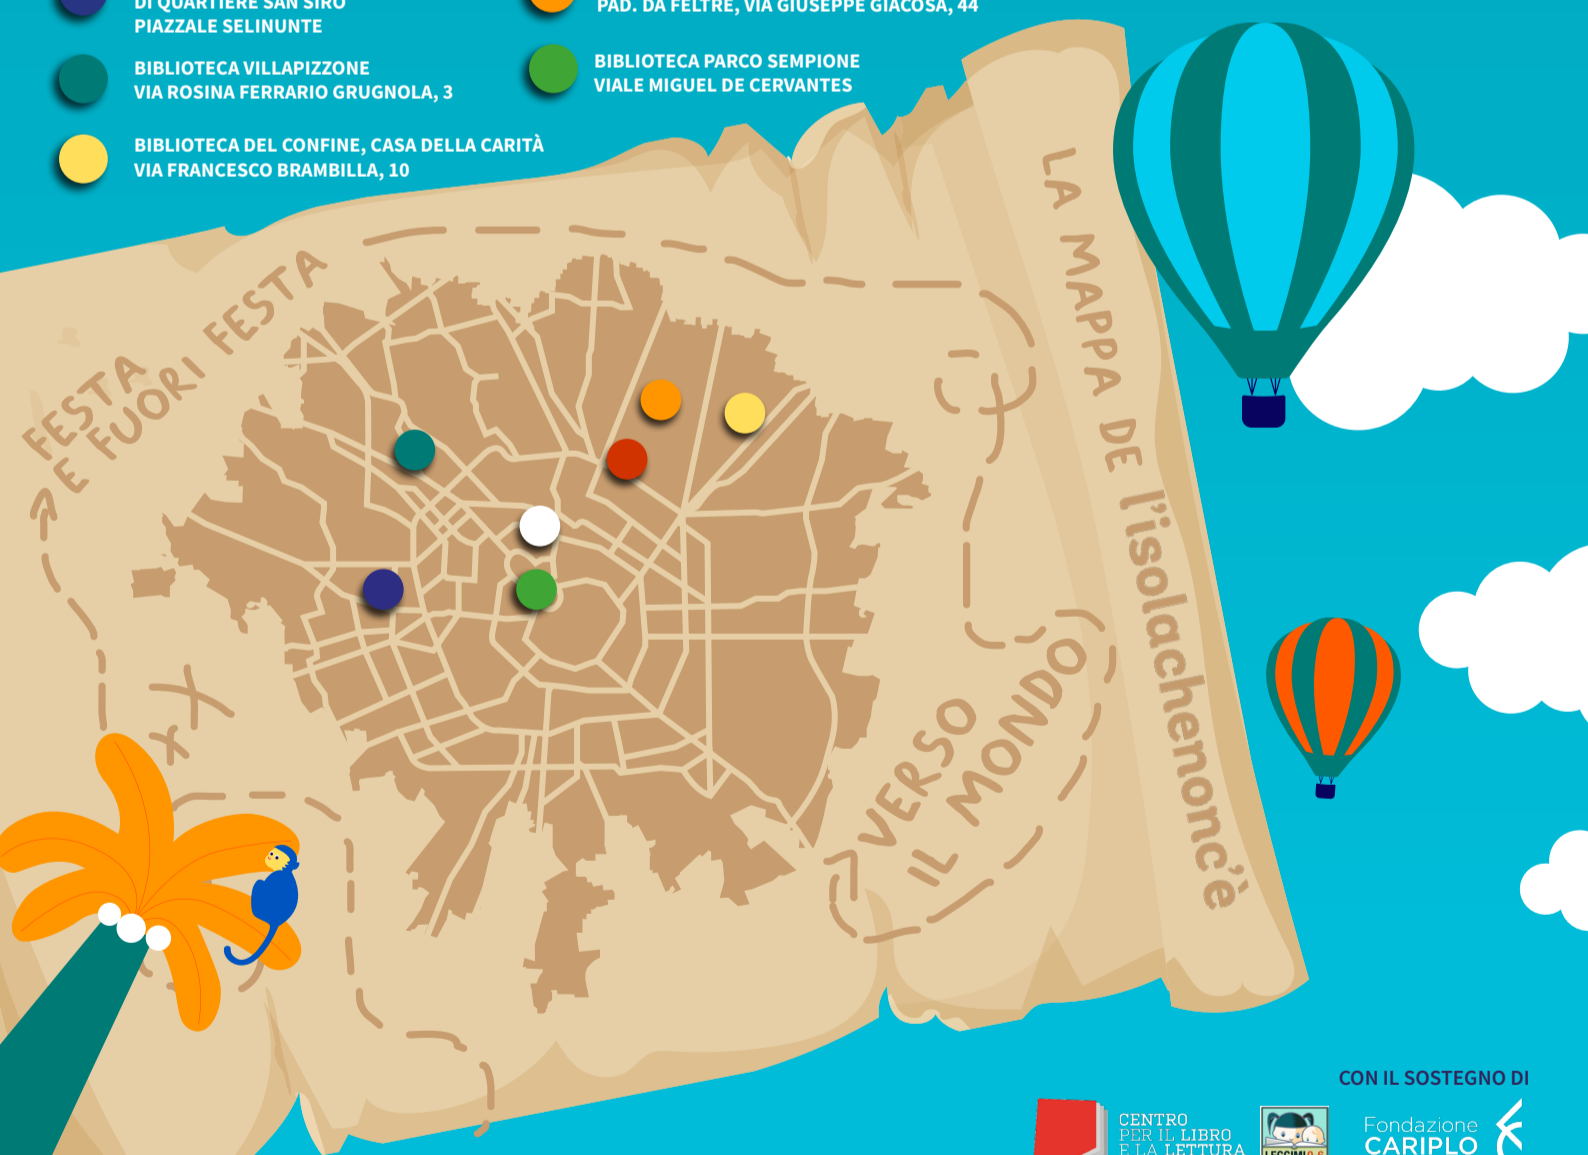 DI QUARTIERE SAN SIRO
PIAZZALE SELINUNTE
BIBLIOTECA VILLAPIZZONE
VIA ROSINA FERRARIO GRUGNOLA, 3
BIBLIOTECA DEL CONFINE, CASA DELLA CARITÀ
VIA FRANCESCO BRAMBILLA, 10
PAD. DA FELTRE, VIA GIUSEPPE GIACOSA, 44
BIBLIOTECA PARCO SEMPIONE
VIALE MIGUEL DE CERVANTES
FESTA
E FUORI FESTA
LA MAPPA DE l'isolachenonc'è
VERSO
IL MONDO
CON IL SOSTEGNO DI
CENTRO
PER IL LIBRO
E LA LETTURA
LEGGIMI 0-6
Fondazione
CARIPLO